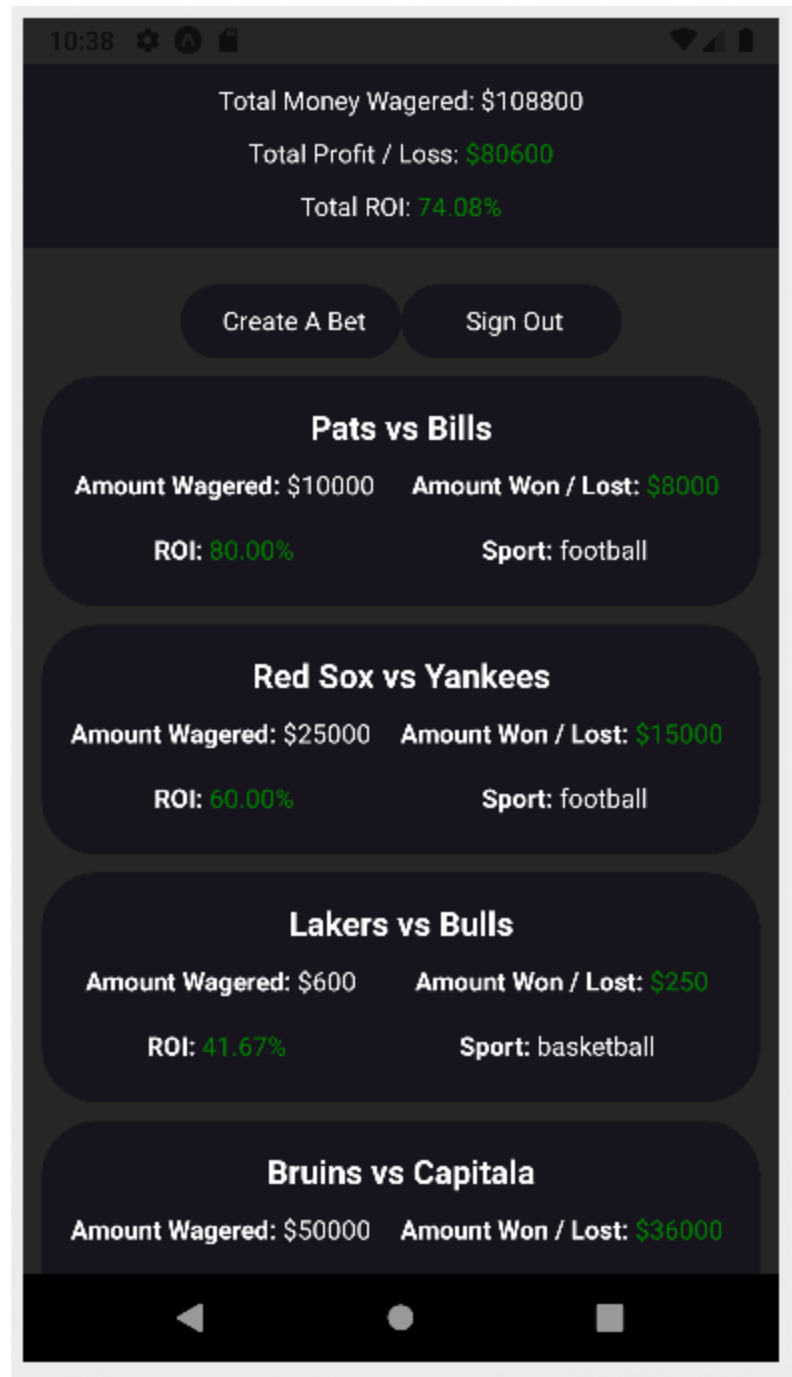 10:38
Total Money Wagered: $108800
Total Profit / Loss: $80600
Total ROI: 74.08%
Create A Bet Sign Out
Pats vs Bills
Amount Wagered: $10000 Amount Won / Lost: $8000
ROI: 80.00% Sport: football
Red Sox vs Yankees
Amount Wagered: $25000 Amount Won / Lost: $15000
ROI: 60.00% Sport: football
Lakers vs Bulls
Amount Wagered: $600 Amount Won / Lost: $250
ROI: 41.67% Sport: basketball
Bruins vs Capitala
Amount Wagered: $50000 Amount Won / Lost: $36000